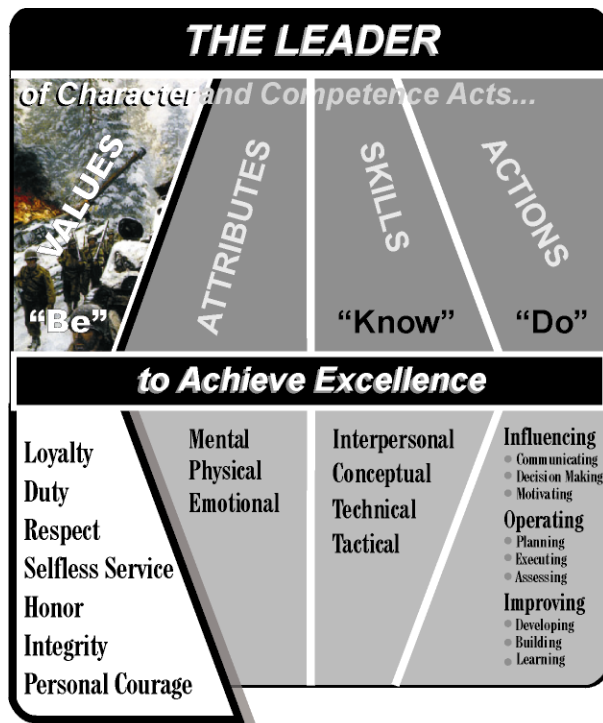 THE LEADER
of Character and Competence Acts...
VALUES
ATTRIBUTES
SKILLS
ACTIONS
“Be”
“Know”
“Do”
to Achieve Excellence
Loyalty
Duty
Respect
Selfless Service
Honor
Integrity
Personal Courage
Mental
Physical
Emotional
Interpersonal
Conceptual
Technical
Tactical
Influencing
• Communicating
• Decision Making
• Motivating
Operating
• Planning
• Executing
• Assessing
Improving
• Developing
• Building
• Learning